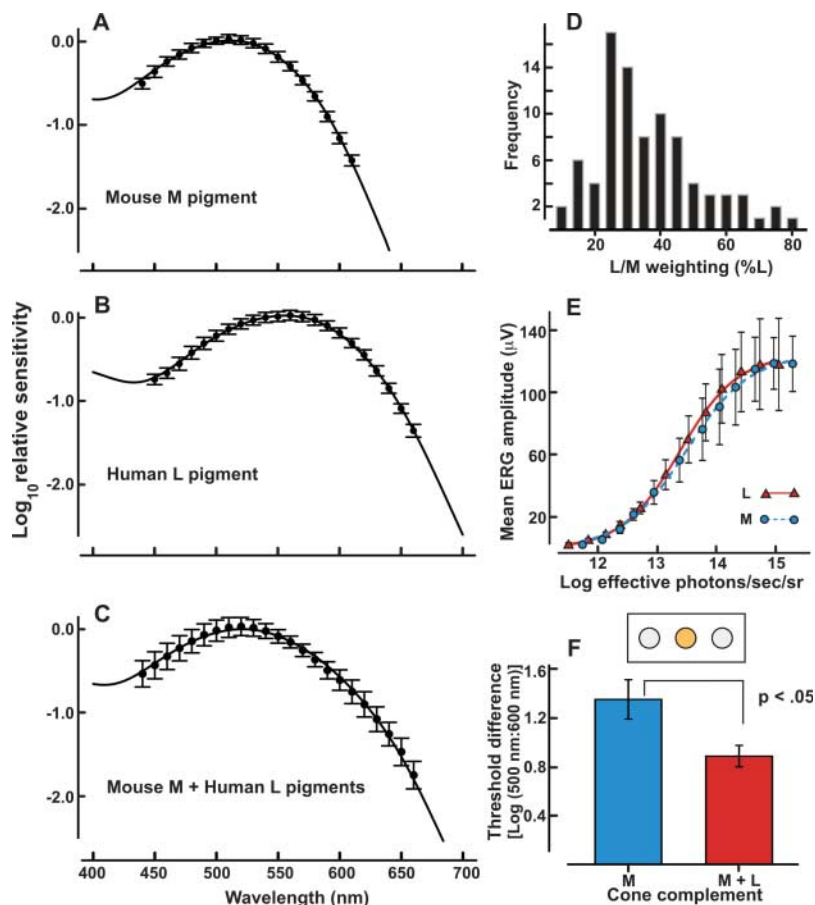 A
0.0
-1.0
-2.0
Mouse M pigment
B
0.0
-1.0
-2.0
Human L pigment
C
0.0
-1.0
-2.0
Mouse M + Human L pigments
400 450 500 550 600 650 700
Wavelength (nm)
Log10 relative sensitivity
D
Frequency
14
10
6
2
20 40 60 80
L/M weighting (%L)
E
Mean ERG amplitude (μV)
140
100
60
20
L
M
12 13 14 15
Log effective photons/sec/sr
F
Threshold difference
[Log (500 nm:600 nm)]
1.6
1.2
0.8
0.4
p < .05
M M + L
Cone complement